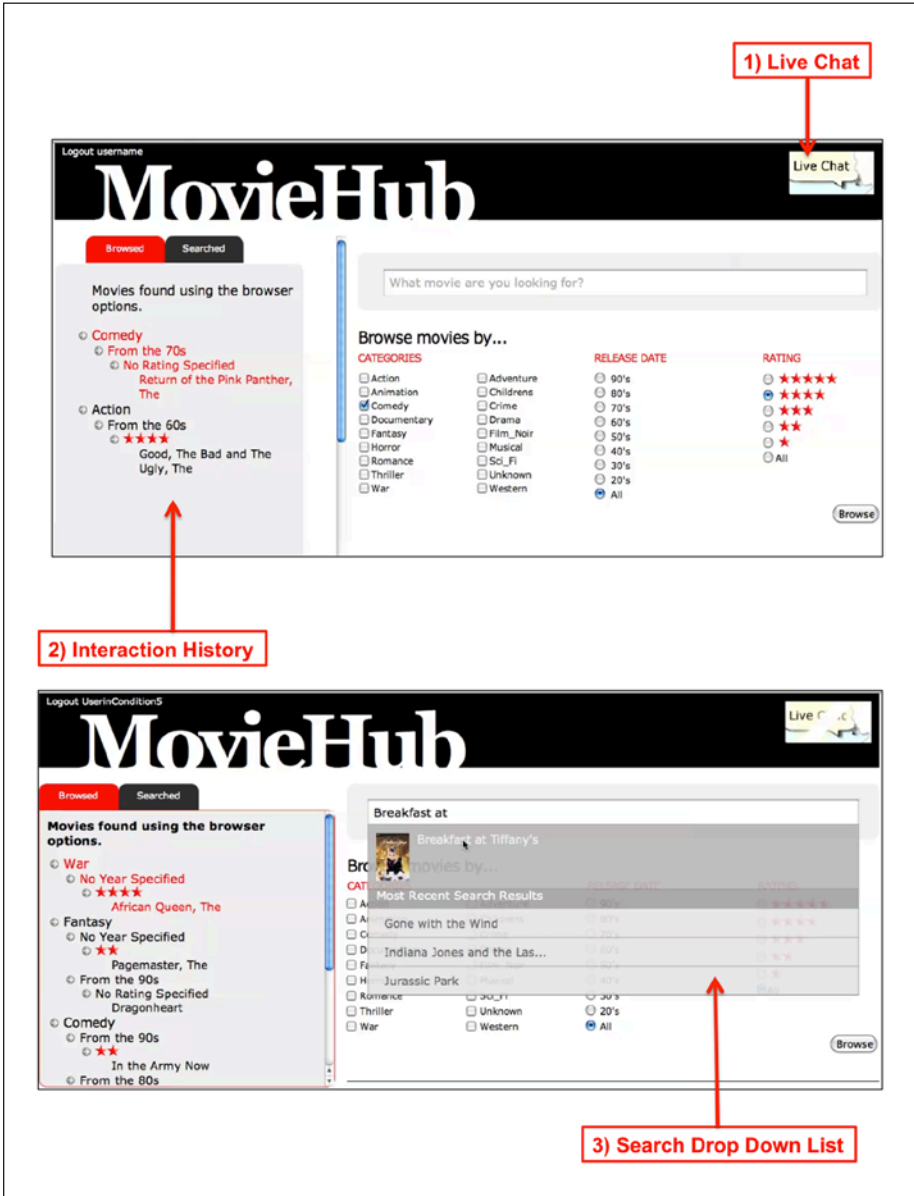 1) Live Chat
Logout username
MovieHub
Live Chat
Browsed Searched
Movies found using the browser
options.
Comedy
From the 70s
No Rating Specified
Return of the Pink Panther,
The
Action
From the 60s
Good, The Bad and The
Ugly, The
What movie are you looking for?
Browse movies by...
CATEGORIES RELEASE DATE RATING
Action Adventure 90's
Animation Childrens 80's
Comedy Crime 70's
Documentary Drama 60's
Fantasy Film_Noir 50's
Horror Musical 40's All
Romance Sci_Fi 30's
Thriller Unknown 20's
War Western All
Browse
2) Interaction History
Logout UserinCondition5
MovieHub
Live
Browsed Searched
Movies found using the browser
options.
War
No Year Specified
African Queen, The
Fantasy
No Year Specified
Pagemaster, The
From the 90s
No Rating Specified
Dragonheart
Comedy
From the 90s
In the Army Now
From the 80s
Breakfast at
Breakfast at Tiffany's
movies by...
Most Recent Search Results
Gone with the Wind
Indiana Jones and the Las...
Jurassic Park
Romance Sci_Fi 30's
Thriller Unknown 20's
War Western All
Browse
3) Search Drop Down List